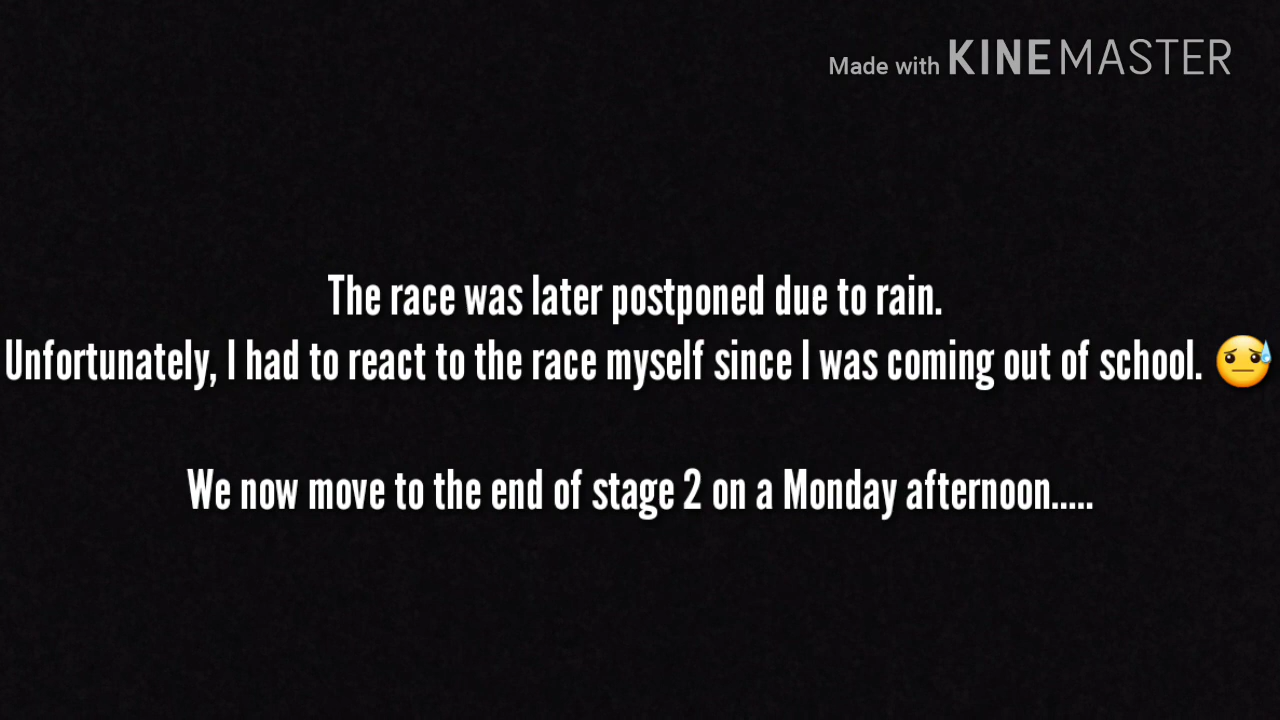 Made with KINEMASTER
The race was later postponed due to rain.
Unfortunately, I had to react to the race myself since I was coming out of school. 😓
We now move to the end of stage 2 on a Monday afternoon.....